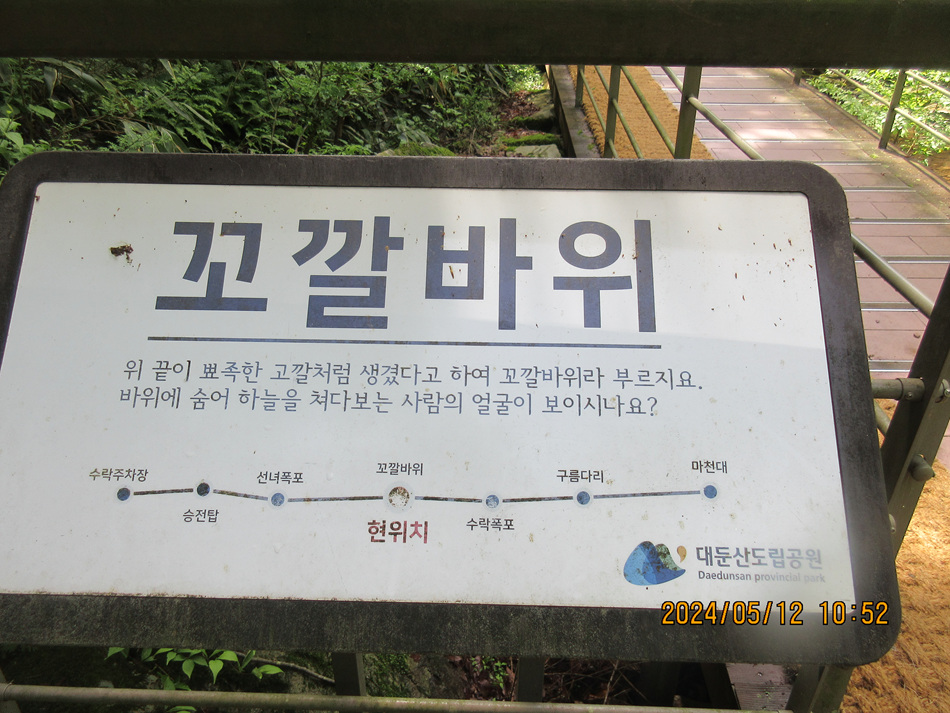 꼬깔바위
위 끝이 뾰족한 고깔처럼 생겼다고 하여 꼬깔바위라 부르지요.
바위에 숨어 하늘을 쳐다보는 사람의 얼굴이 보이시나요?
수락주차장
승전탑
선녀폭포
꼬깔바위
현위치
수락폭포
구름다리
마천대
대둔산도립공원
Daedunsan provincial park
2024/05/12 10:52